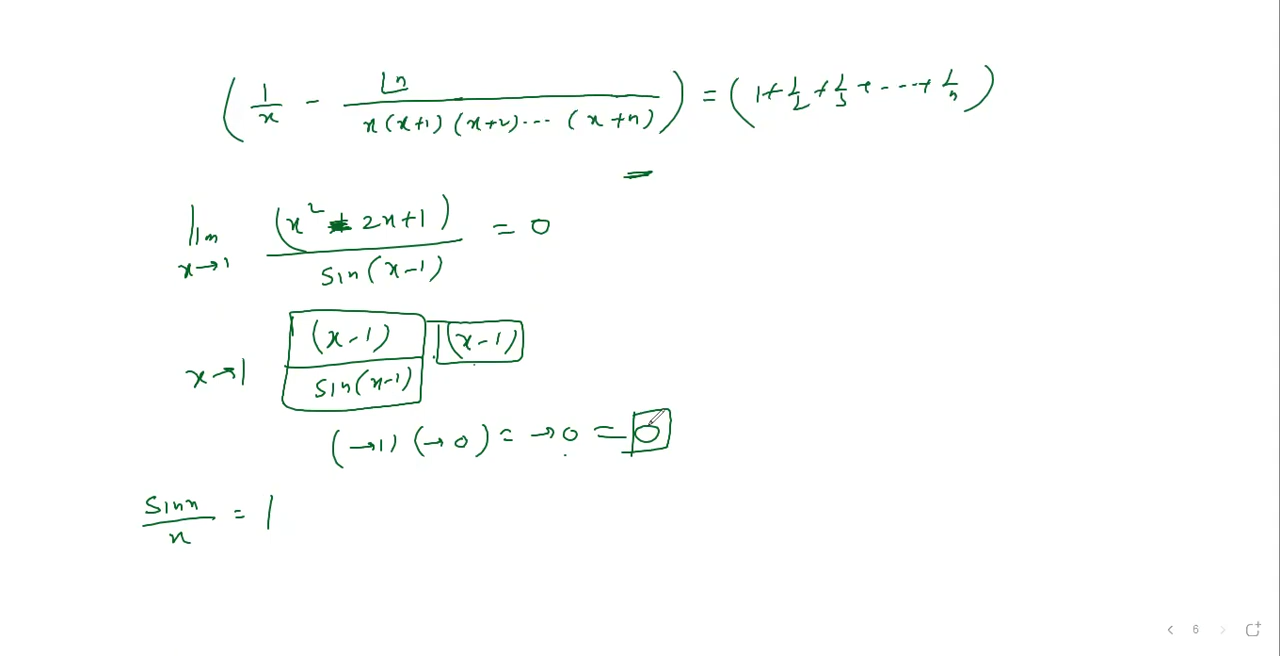 (1/x - ⌊n / x(x+1)(x+2)...(x+n)) = (1+1/2+1/3+...+1/n)
lim x→1 (x² - 2x+1) / sin(x-1) = 0
x→1 (x-1) / sin(x-1) . (x-1)
(→1) (→0) = →0 = 0
sinx / x = 1
6